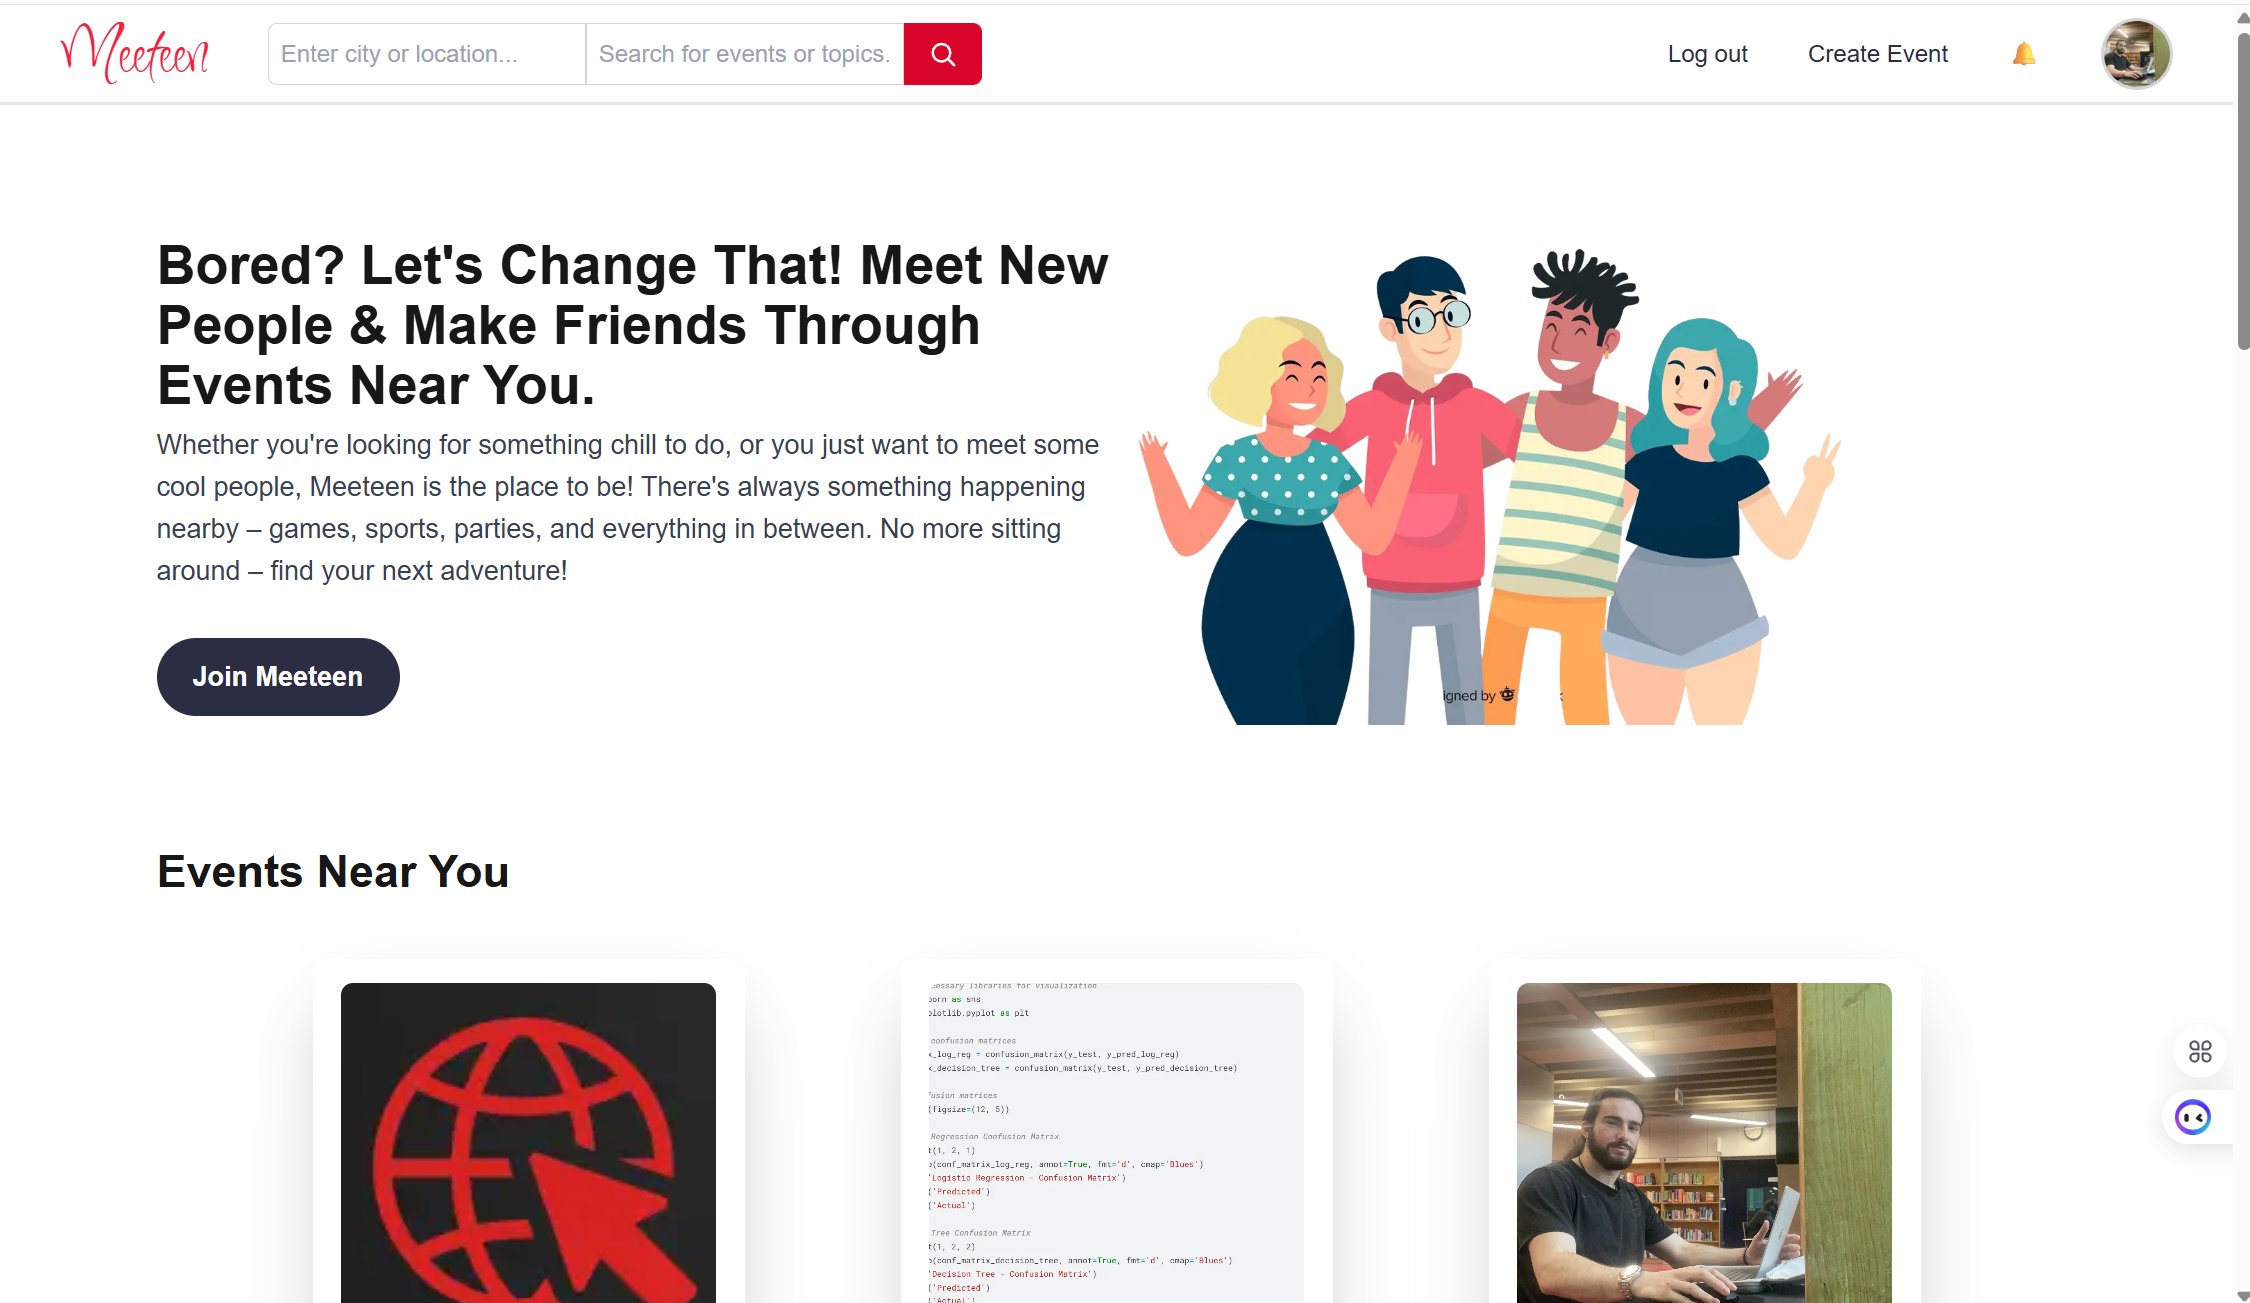 Meeteen
Enter city or location...
Search for events or topics.
Log out
Create Event
Bored? Let's Change That! Meet New
People & Make Friends Through
Events Near You.
Whether you're looking for something chill to do, or you just want to meet some
cool people, Meeteen is the place to be! There's always something happening
nearby – games, sports, parties, and everything in between. No more sitting
around – find your next adventure!
Join Meeteen
igned by
Events Near You
cessary libraries for visualization
born as sns
plotlib.pyplot as plt
confusion matrices
x_log_reg = confusion_matrix(y_test, y_pred_log_reg)
x_decision_tree = confusion_matrix(y_test, y_pred_decision_tree)
fusion matrices
(figsize=(12, 5))
Regression Confusion Matrix
t(1, 2, 1)
p(conf_matrix_log_reg, annot=True, fmt='d', cmap='Blues')
'Logistic Regression - Confusion Matrix')
('Predicted')
('Actual')
Tree Confusion Matrix
t(1, 2, 2)
p(conf_matrix_decision_tree, annot=True, fmt='d', cmap='Blues')
'Decision Tree - Confusion Matrix')
('Predicted')
('Actual')